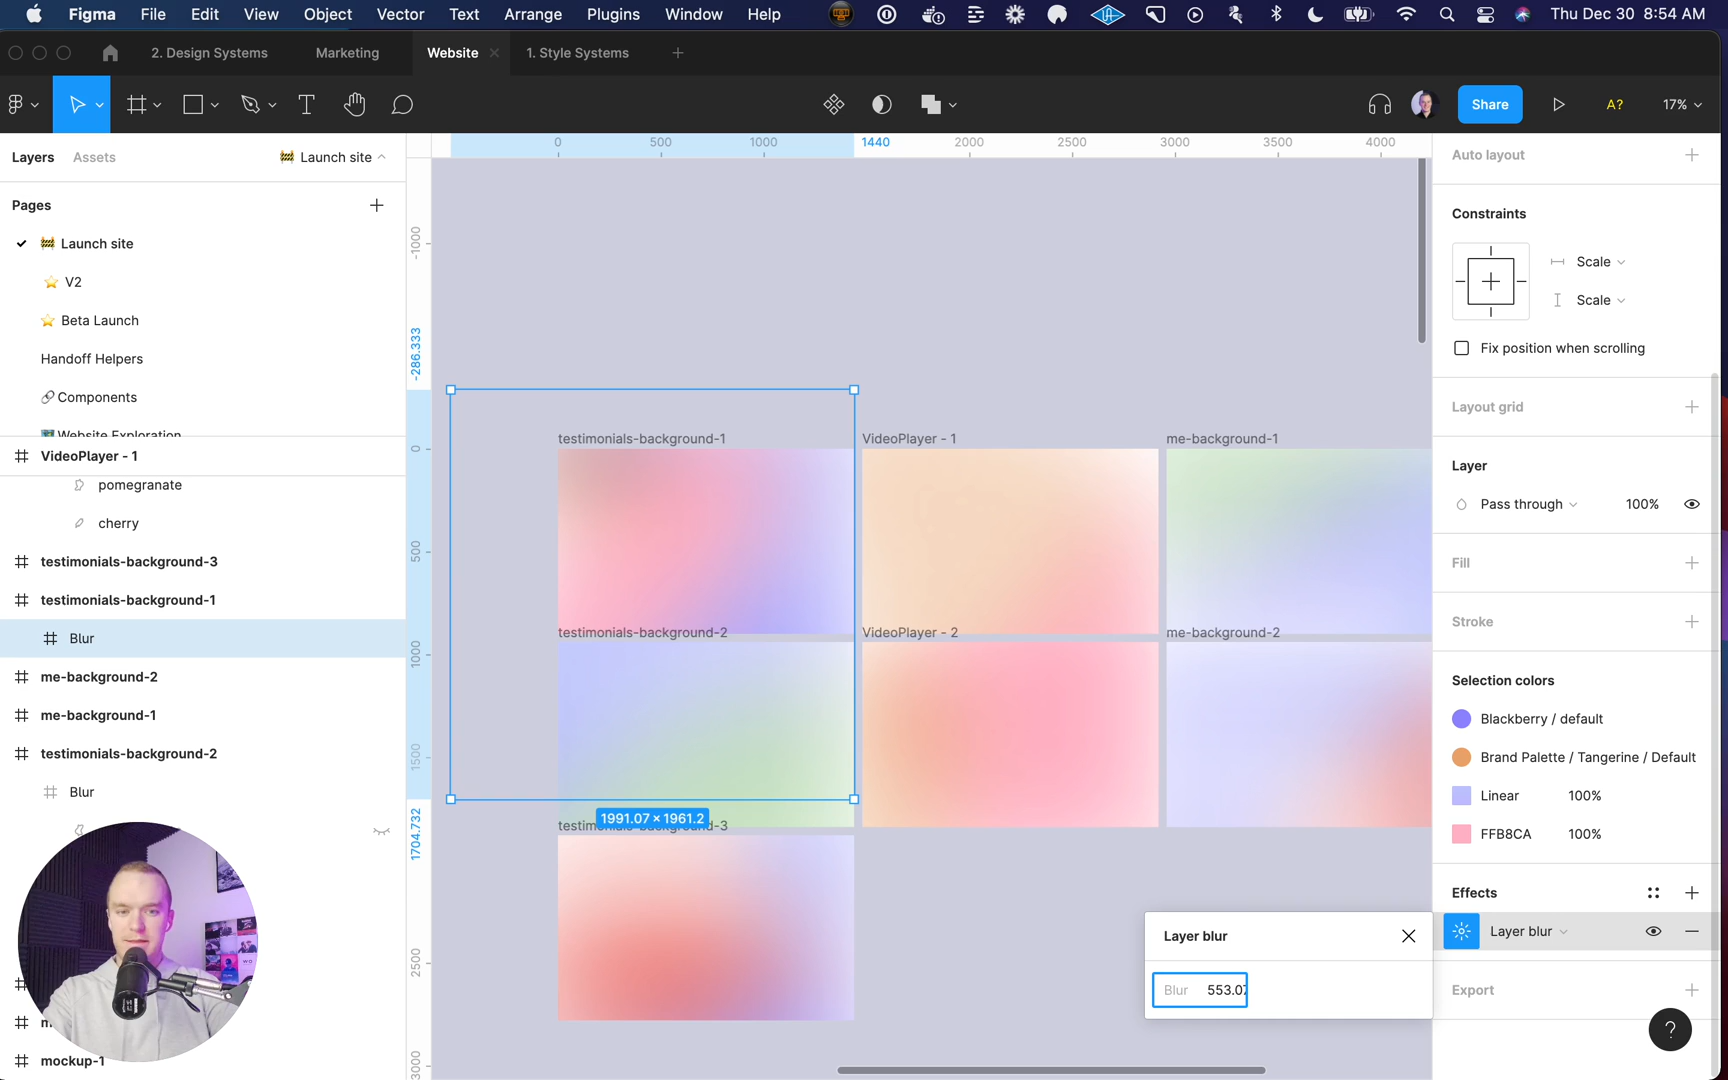 Figma File Edit View Object Vector Text Arrange Plugins Window Help Thu Dec 30 8:54 AM
2. Design Systems Marketing Website 1. Style Systems
Share A? 17%
Layers Assets 🚧 Launch site
Pages
🚧 Launch site
⭐ V2
⭐ Beta Launch
Handoff Helpers
🔗 Components
Website Exploration
VideoPlayer - 1
pomegranate
cherry
testimonials-background-3
testimonials-background-1
Blur
me-background-2
me-background-1
testimonials-background-2
Blur
mockup-1
0 500 1000 1440 2000 2500 3000 3500 4000
-1000
-286.333
0
500
1000
1500
1704.732
2500
3000
testimonials-background-1 VideoPlayer - 1 me-background-1
testimonials-background-2 VideoPlayer - 2 me-background-2
1991.07 × 1961.2
Auto layout
Constraints
Scale
Scale
Fix position when scrolling
Layout grid
Layer
Pass through 100%
Fill
Stroke
Selection colors
Blackberry / default
Brand Palette / Tangerine / Default
Linear 100%
FFB8CA 100%
Effects
Layer blur
Export
?
Layer blur
Blur 553.07